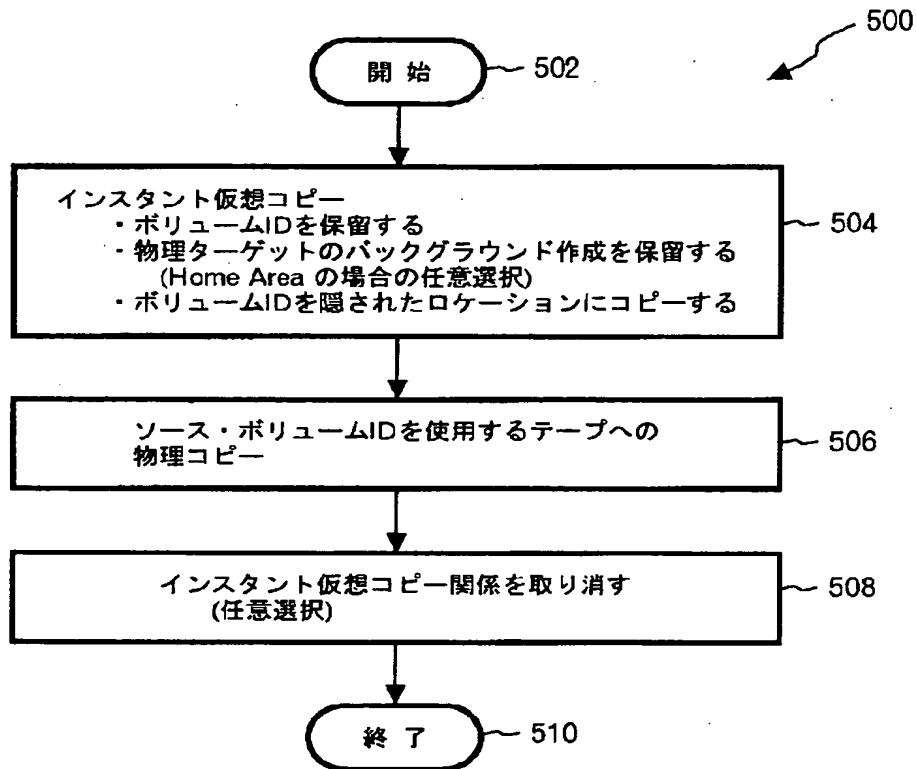 500
開 始
502
インスタント仮想コピー
・ボリュームIDを保留する
・物理ターゲットのバックグラウンド作成を保留する
(Home Area の場合の任意選択)
・ボリュームIDを隠されたロケーションにコピーする
504
ソース・ボリュームIDを使用するテープへの
物理コピー
506
インスタント仮想コピー関係を取り消す
(任意選択)
508
終 了
510